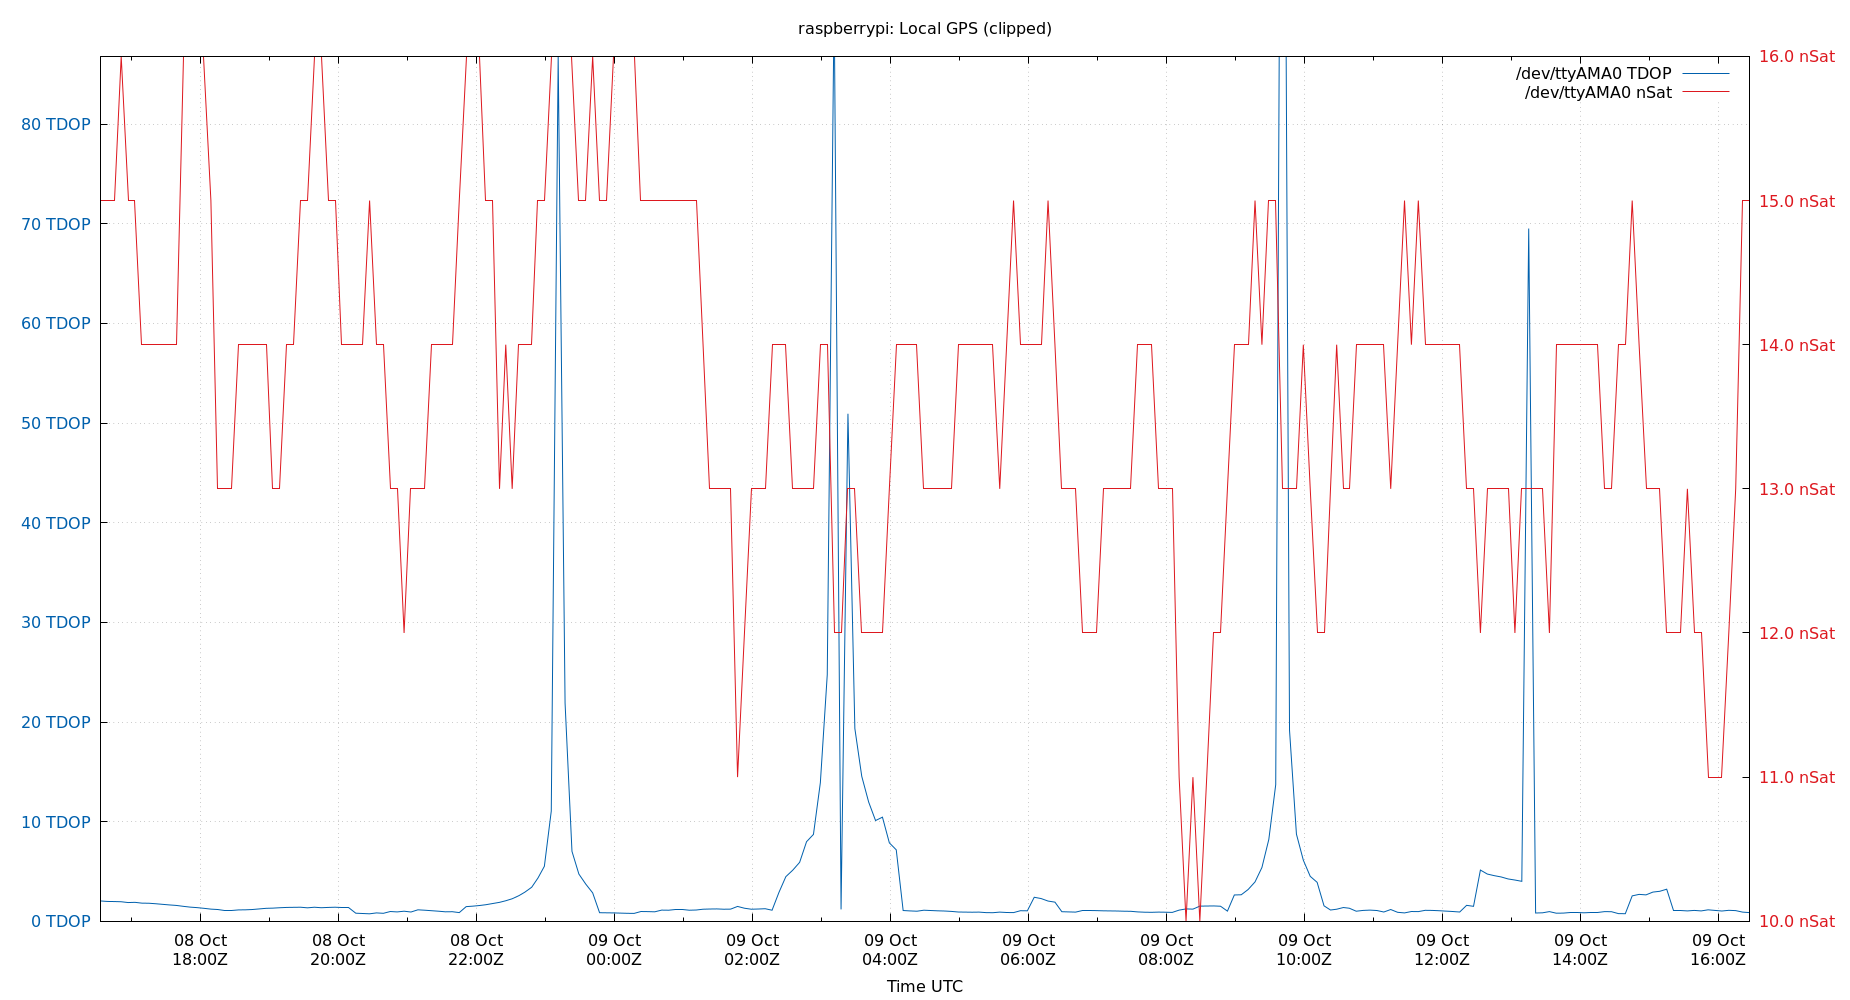 raspberrypi: Local GPS (clipped)
/dev/ttyAMA0 TDOP
/dev/ttyAMA0 nSat
80 TDOP
70 TDOP
60 TDOP
50 TDOP
40 TDOP
30 TDOP
20 TDOP
10 TDOP
0 TDOP
16.0 nSat
15.0 nSat
14.0 nSat
13.0 nSat
12.0 nSat
11.0 nSat
10.0 nSat
08 Oct
18:00Z
08 Oct
20:00Z
08 Oct
22:00Z
09 Oct
00:00Z
09 Oct
02:00Z
09 Oct
04:00Z
09 Oct
06:00Z
09 Oct
08:00Z
09 Oct
10:00Z
09 Oct
12:00Z
09 Oct
14:00Z
09 Oct
16:00Z
Time UTC